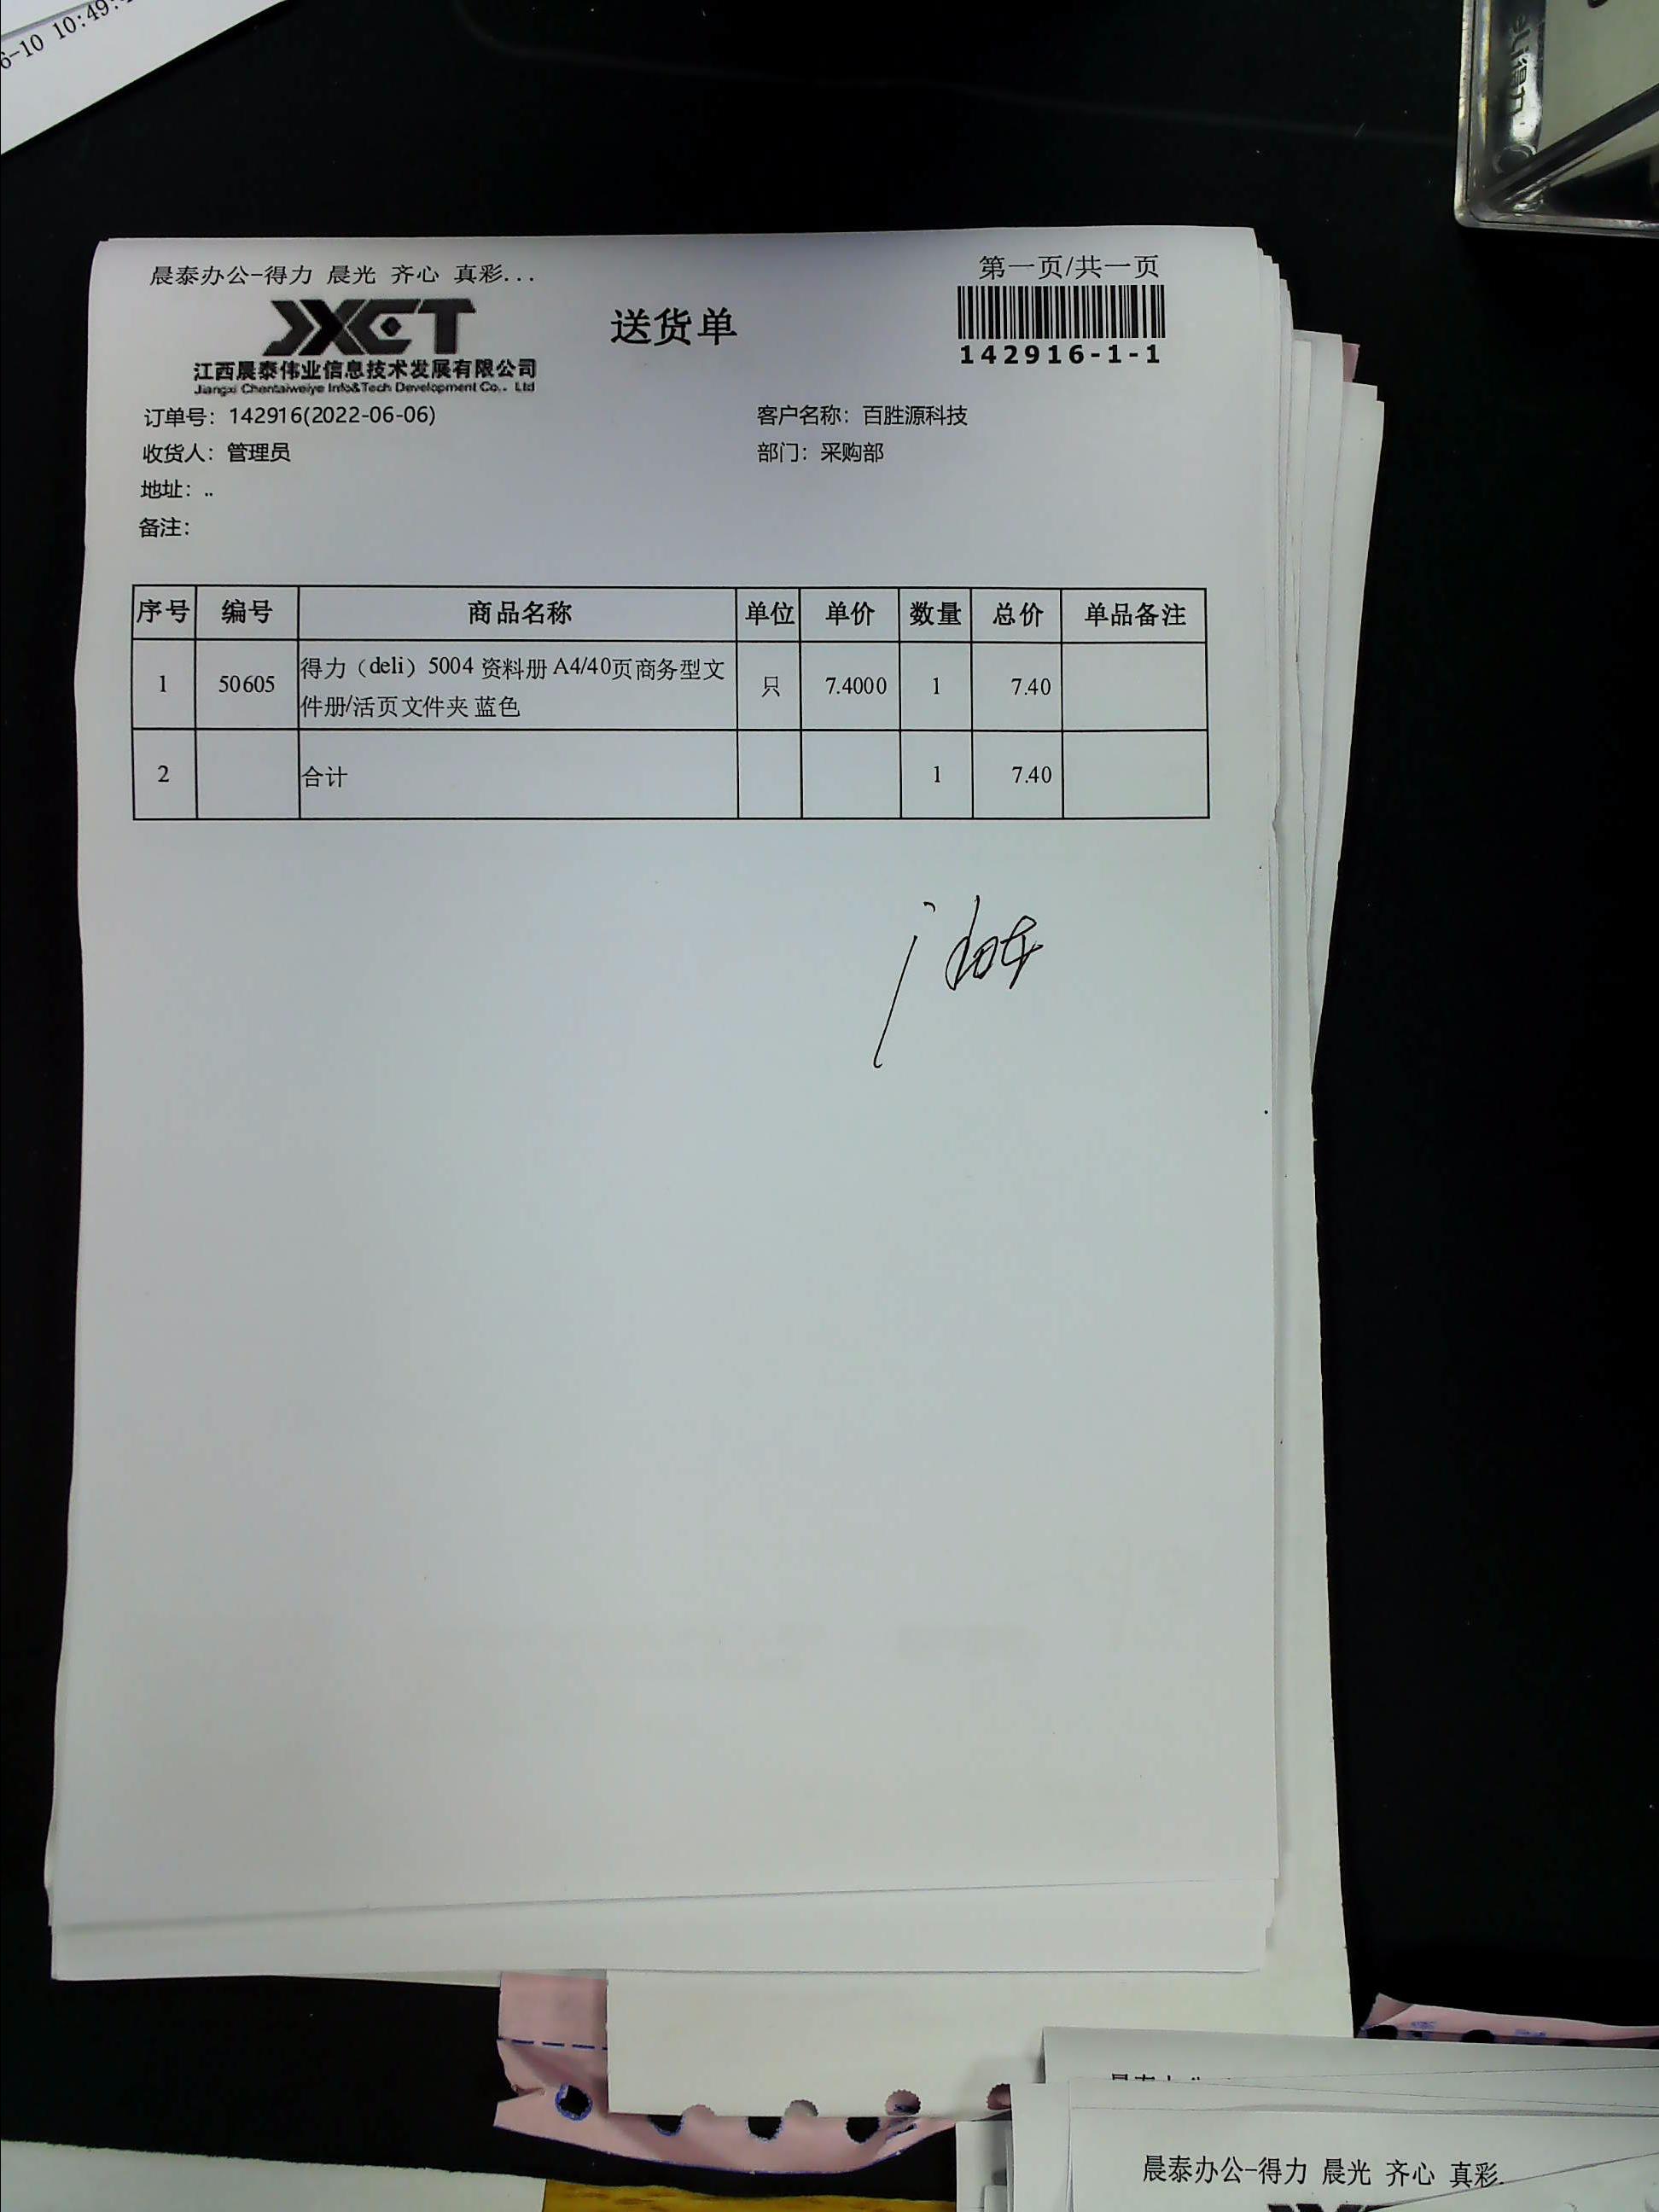 6-10 10:49:
得力
晨泰办公-得力 晨光 齐心 真彩...
第一页/共一页
JXCT
送货单
142916-1-1
江西晨泰伟业信息技术发展有限公司
Jiangxi Chentaiweiye Info&Tech Development Co., Ltd
订单号：142916(2022-06-06)
客户名称：百胜源科技
收货人：管理员
部门：采购部
地址：..
备注：
序号 编号 商品名称 单位 单价 数量 总价 单品备注
1 50605 得力（deli）5004 资料册 A4/40页商务型文件册/活页文件夹 蓝色 只 7.4000 1 7.40
2 合计 1 7.40
晨泰办公-得力 晨光 齐心 真彩.